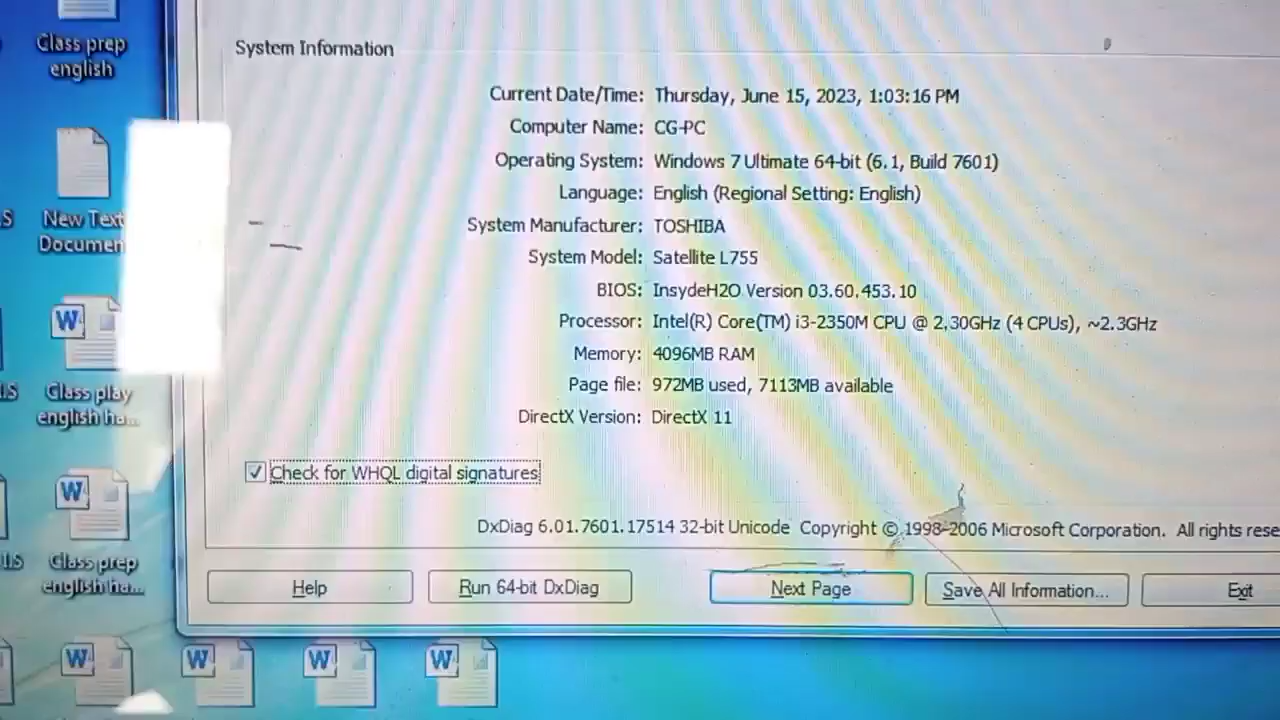 Class prep
english
New Text
Documen
.S
Class play
english ha...
Class prep
english ha...
System Information
Current Date/Time: Thursday, June 15, 2023, 1:03:16 PM
Computer Name: CG-PC
Operating System: Windows 7 Ultimate 64-bit (6.1, Build 7601)
Language: English (Regional Setting: English)
System Manufacturer: TOSHIBA
System Model: Satellite L755
BIOS: InsydeH2O Version 03.60.453.10
Processor: Intel(R) Core(TM) i3-2350M CPU @ 2.30GHz (4 CPUs), ~2.3GHz
Memory: 4096MB RAM
Page file: 972MB used, 7113MB available
DirectX Version: DirectX 11
Check for WHQL digital signatures
DxDiag 6.01.7601.17514 32-bit Unicode Copyright © 1998-2006 Microsoft Corporation. All rights rese
Help
Run 64-bit DxDiag
Next Page
Save All Information...
Exit